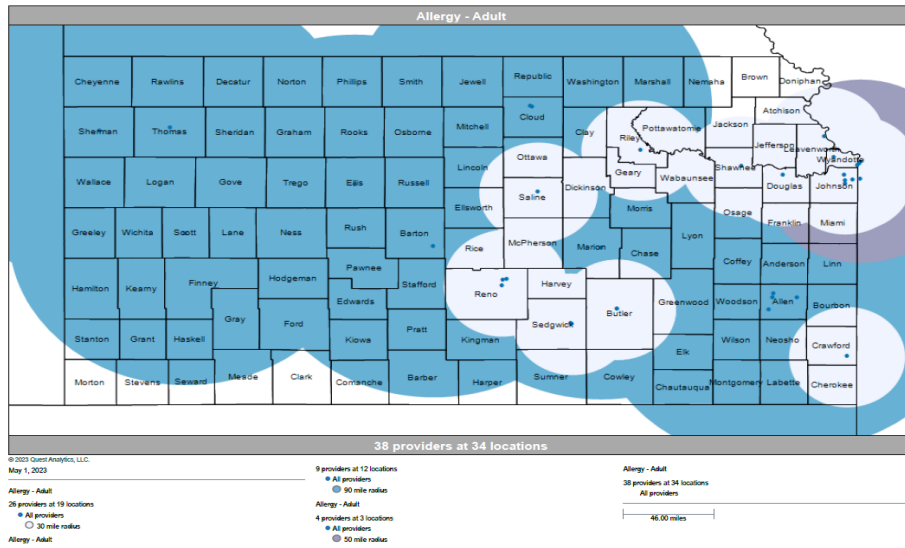 Allergy - Adult
Cheyenne Rawlins Decatur Norton Phillips Smith Jewell Republic Washington Marshall Nemaha Brown Doniphan
Cloud Atchison
Sherman Thomas Sheridan Graham Rooks Osborne Mitchell Clay Riley Pottawatomie Jackson Jefferson Leavenworth
Ottawa Wyandotte
Wallace Logan Gove Trego Ellis Russell Lincoln Saline Dickinson Geary Wabaunsee Shawnee Douglas Johnson
Ellsworth Morris Osage
Greeley Wichita Scott Lane Ness Rush Barton Rice McPherson Marion Chase Lyon Franklin Miami
Coffey Anderson Linn
Hamilton Kearny Finney Hodgeman Pawnee Stafford Reno Harvey
Edwards Butler Greenwood Woodson Allen Bourbon
Gray Ford Sedgwick
Stanton Grant Haskell Kiowa Pratt Kingman Elk Wilson Neosho Crawford
Morton Stevens Seward Meade Clark Comanche Barber Harper Sumner Cowley Chautauqua Montgomery Labette Cherokee
38 providers at 34 locations
© 2023 Quest Analytics, LLC.
May 1, 2023
Allergy - Adult
26 providers at 19 locations
All providers
30 mile radius
Allergy - Adult
9 providers at 12 locations
All providers
90 mile radius
Allergy - Adult
4 providers at 3 locations
All providers
50 mile radius
Allergy - Adult
38 providers at 34 locations
All providers
46.00 miles